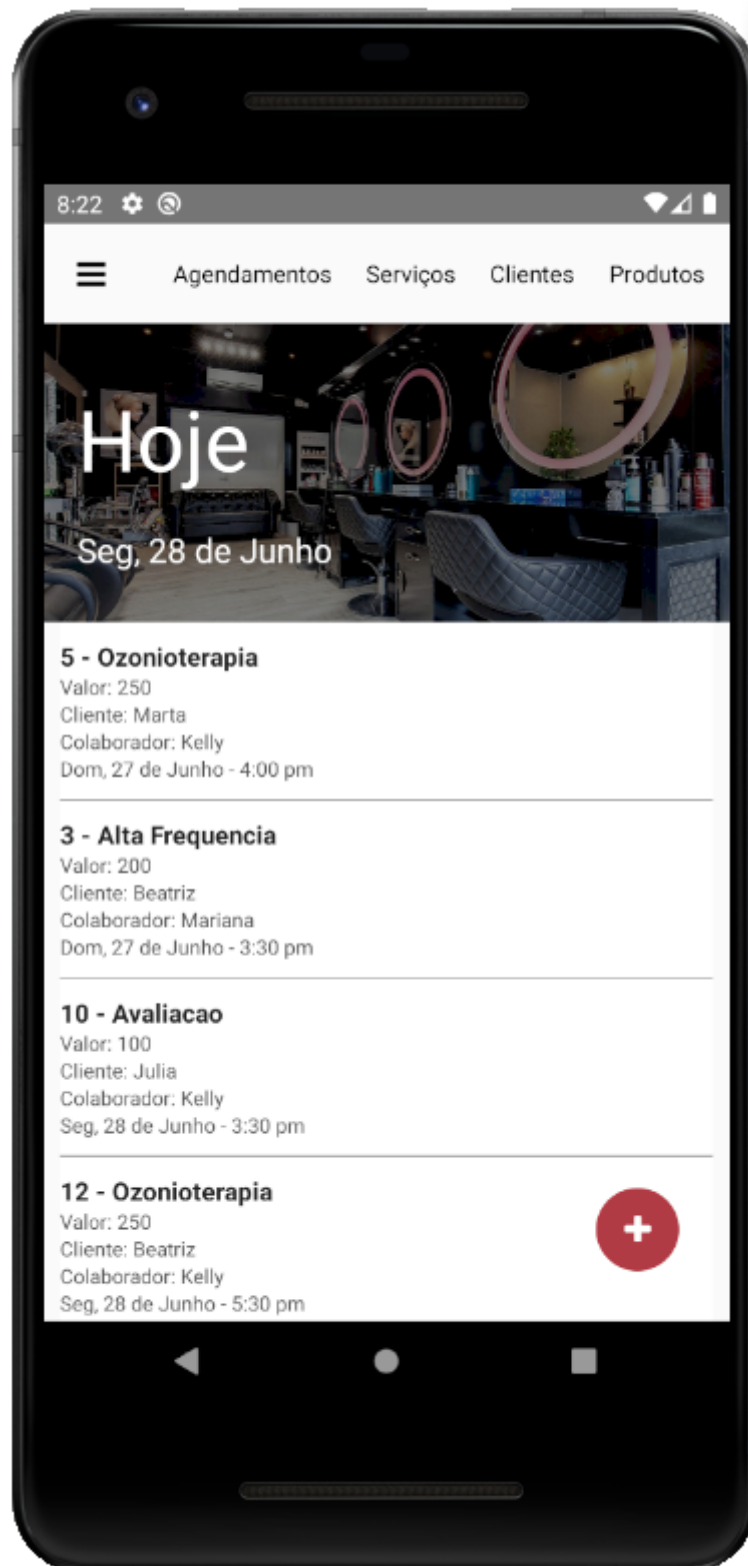 8:22
Agendamentos Serviços Clientes Produtos
Hoje
Seg, 28 de Junho
5 - Ozonioterapia
Valor: 250
Cliente: Marta
Colaborador: Kelly
Dom, 27 de Junho - 4:00 pm
3 - Alta Frequencia
Valor: 200
Cliente: Beatriz
Colaborador: Mariana
Dom, 27 de Junho - 3:30 pm
10 - Avaliacao
Valor: 100
Cliente: Julia
Colaborador: Kelly
Seg, 28 de Junho - 3:30 pm
12 - Ozonioterapia
Valor: 250
Cliente: Beatriz
Colaborador: Kelly
Seg, 28 de Junho - 5:30 pm